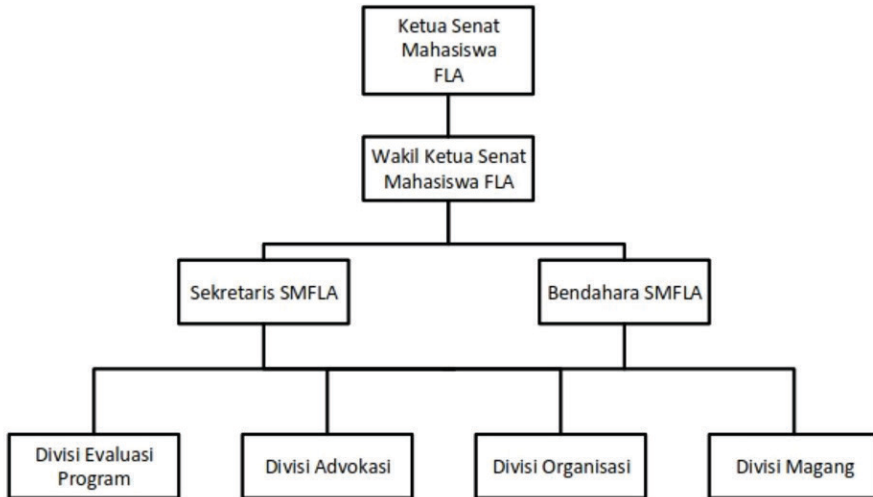 Ketua Senat
Mahasiswa
FLA
Wakil Ketua Senat
Mahasiswa FLA
Sekretaris SMFLA
Bendahara SMFLA
Divisi Evaluasi
Program
Divisi Advokasi
Divisi Organisasi
Divisi Magang